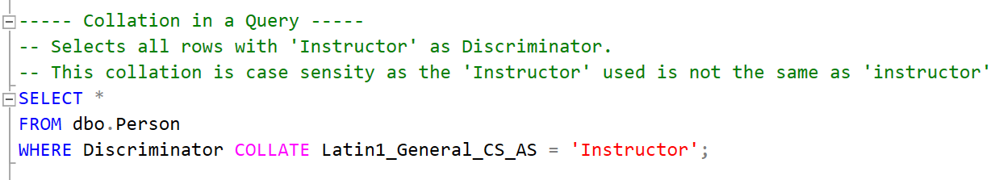 ----- Collation in a Query -----
-- Selects all rows with 'Instructor' as Discriminator.
-- This collation is case sensity as the 'Instructor' used is not the same as 'instructor'
SELECT *
FROM dbo.Person
WHERE Discriminator COLLATE Latin1_General_CS_AS = 'Instructor';